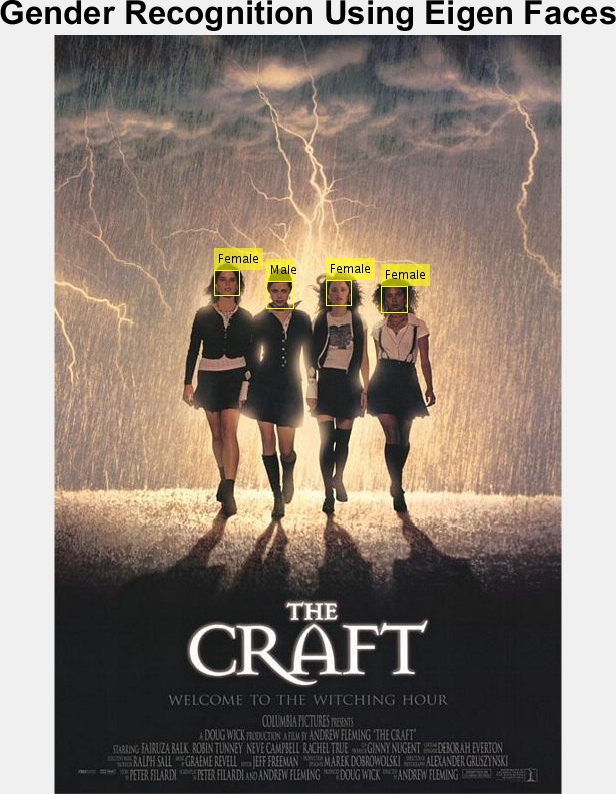 Gender Recognition Using Eigen Faces
Female
Male
Female
Female
THE
CRAFT
WELCOME TO THE WITCHING HOUR
COLUMBIA PICTURES PRESENTS
A DOUG WICK PRODUCTION A FILM BY ANDREW FLEMING "THE CRAFT"
STARRING FAIRUZA BALK ROBIN TUNNEY NEVE CAMPBELL RACHEL TRUE GINNY NUGENT DEBORAH EVERTON
RALPH SALL GRAEME REVELL JEFF FREEMAN MAREK DOBROWOLSKI ALEXANDER GRUSZYNSKI
PETER FILARDI PETER FILARDI AND ANDREW FLEMING DOUG WICK ANDREW FLEMING